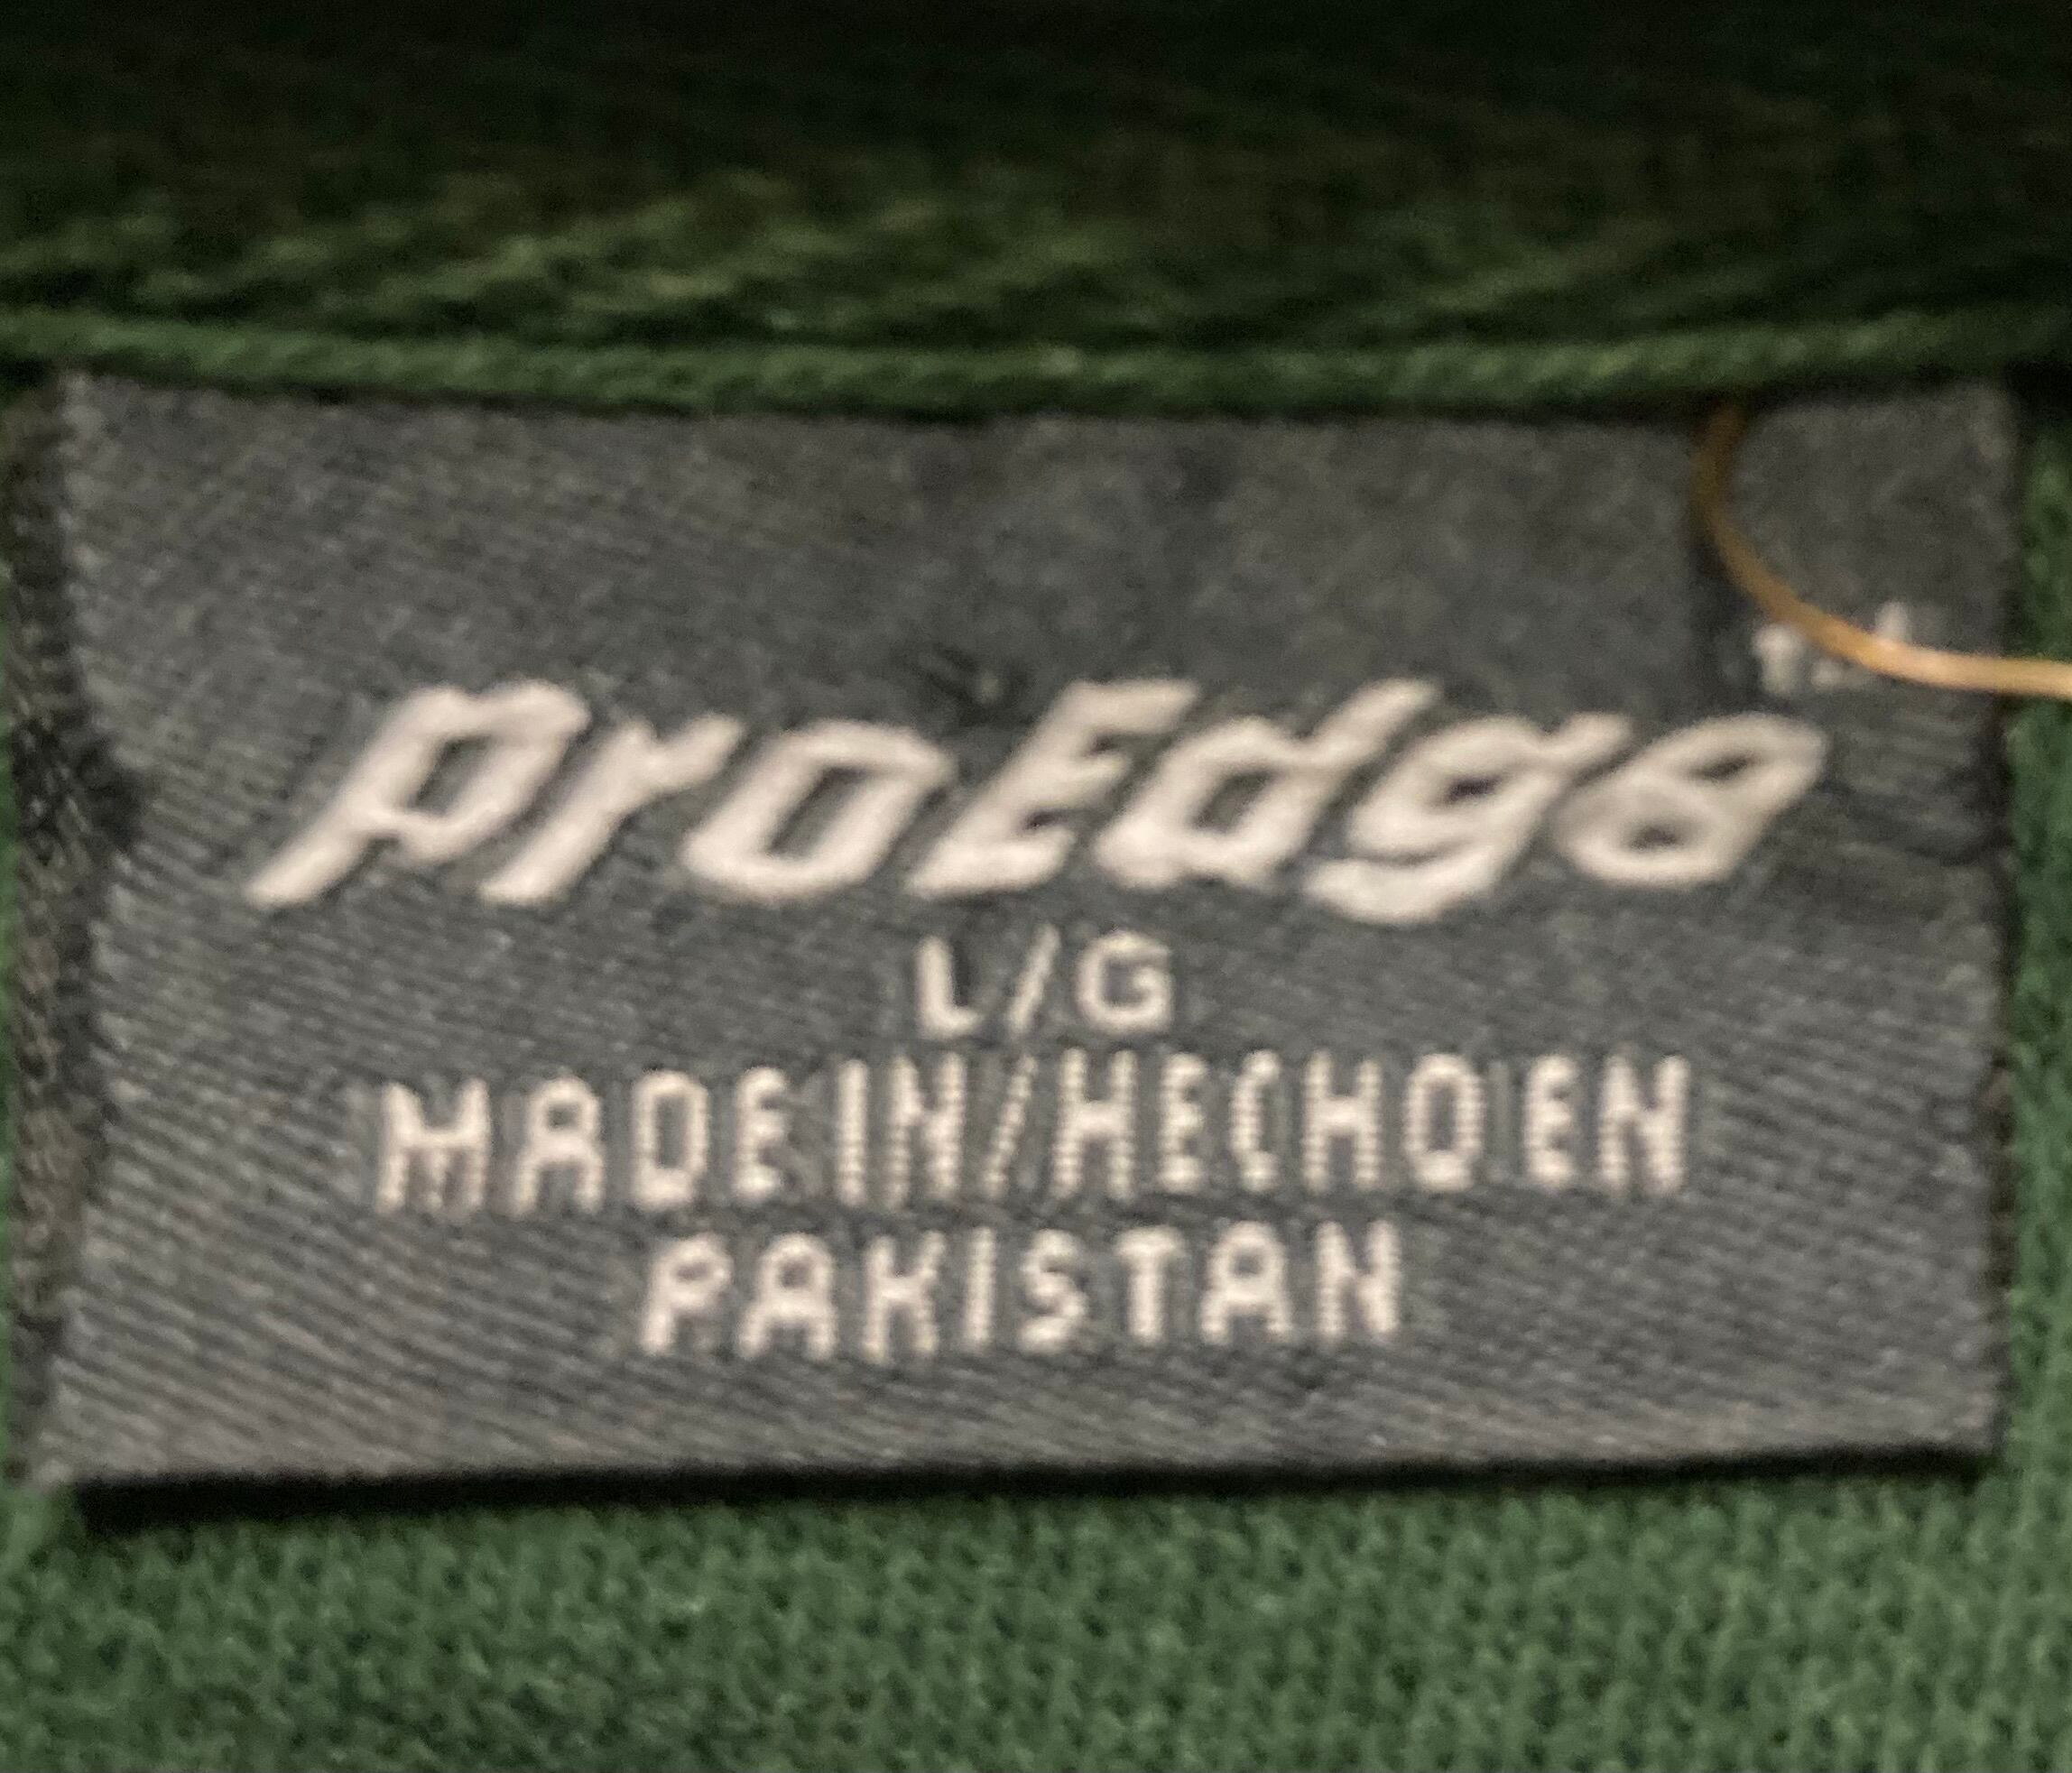 ProEdge
L/G
MADE IN/HECHO EN
PAKISTAN